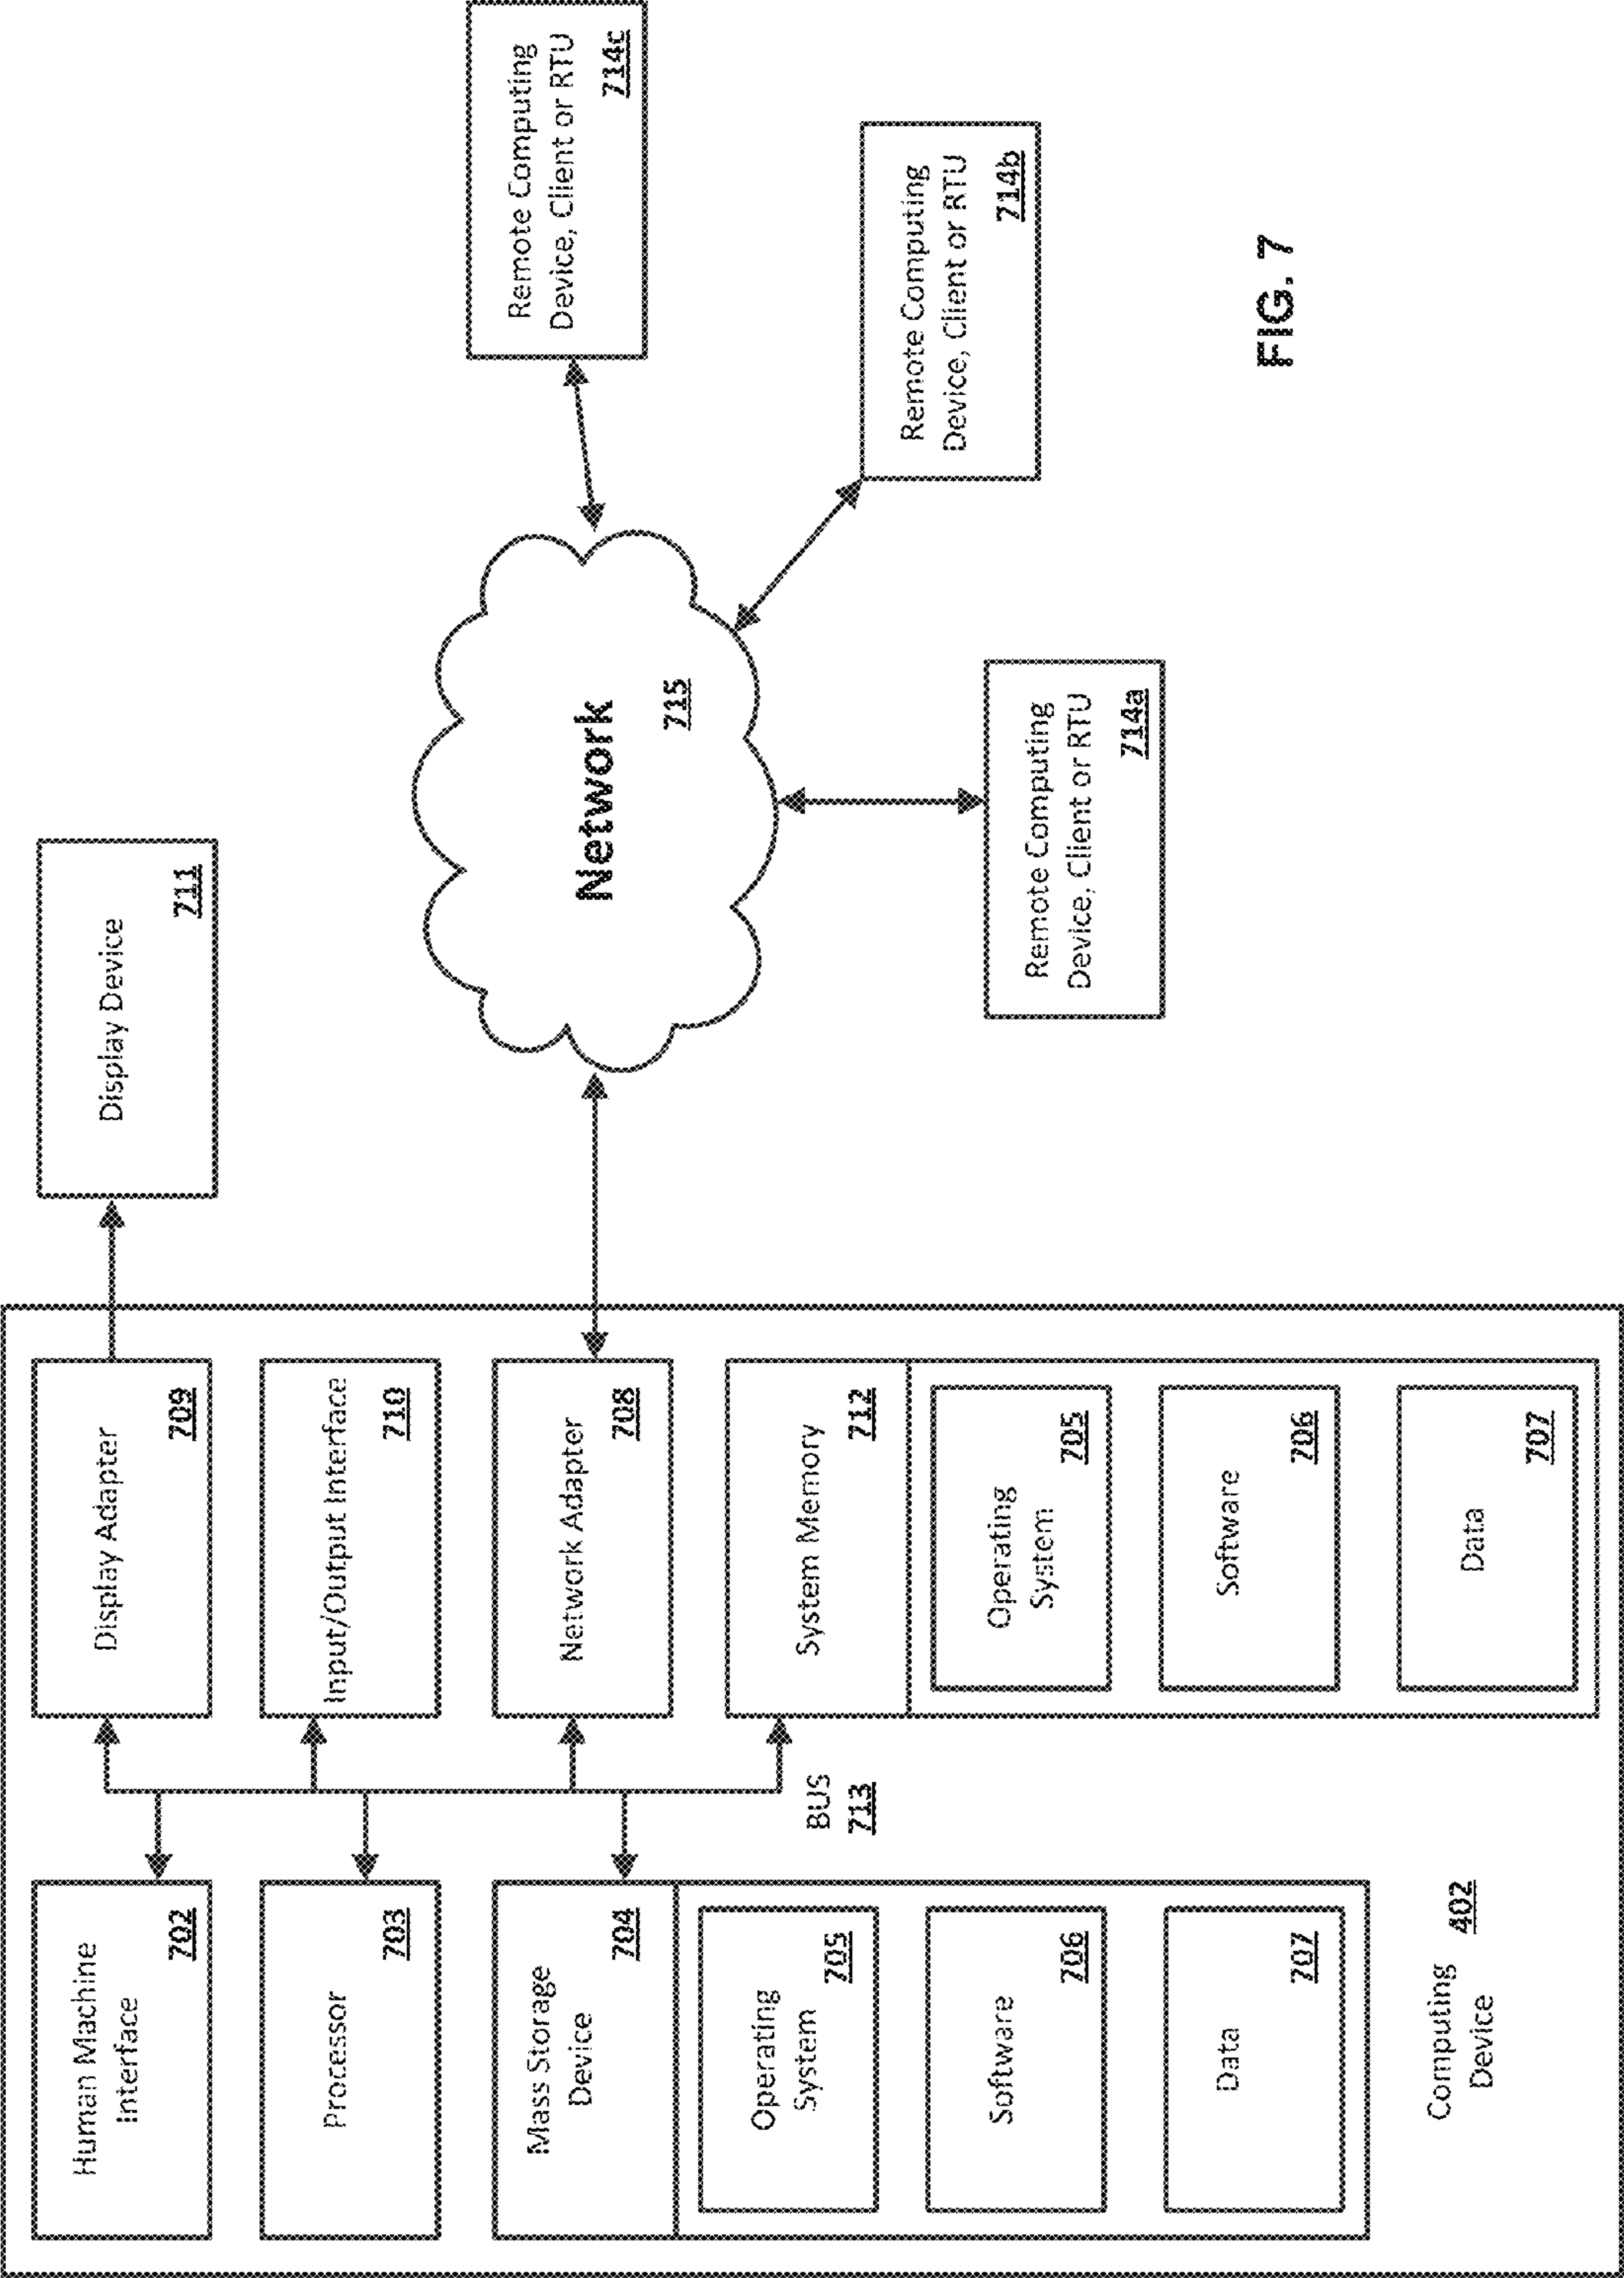 Human Machine
Interface
702
Processor
703
Mass Storage
Device
704
Operating
System
705
Software
706
Data
707
Computing
Device
402
BUS
713
Display Adapter
709
Input/Output Interface
710
Network Adapter
708
System Memory
712
Operating
System
705
Software
706
Data
707
Display Device
711
Network
715
Remote Computing
Device, Client or RTU
714a
Remote Computing
Device, Client or RTU
714b
Remote Computing
Device, Client or RTU
714c
FIG. 7